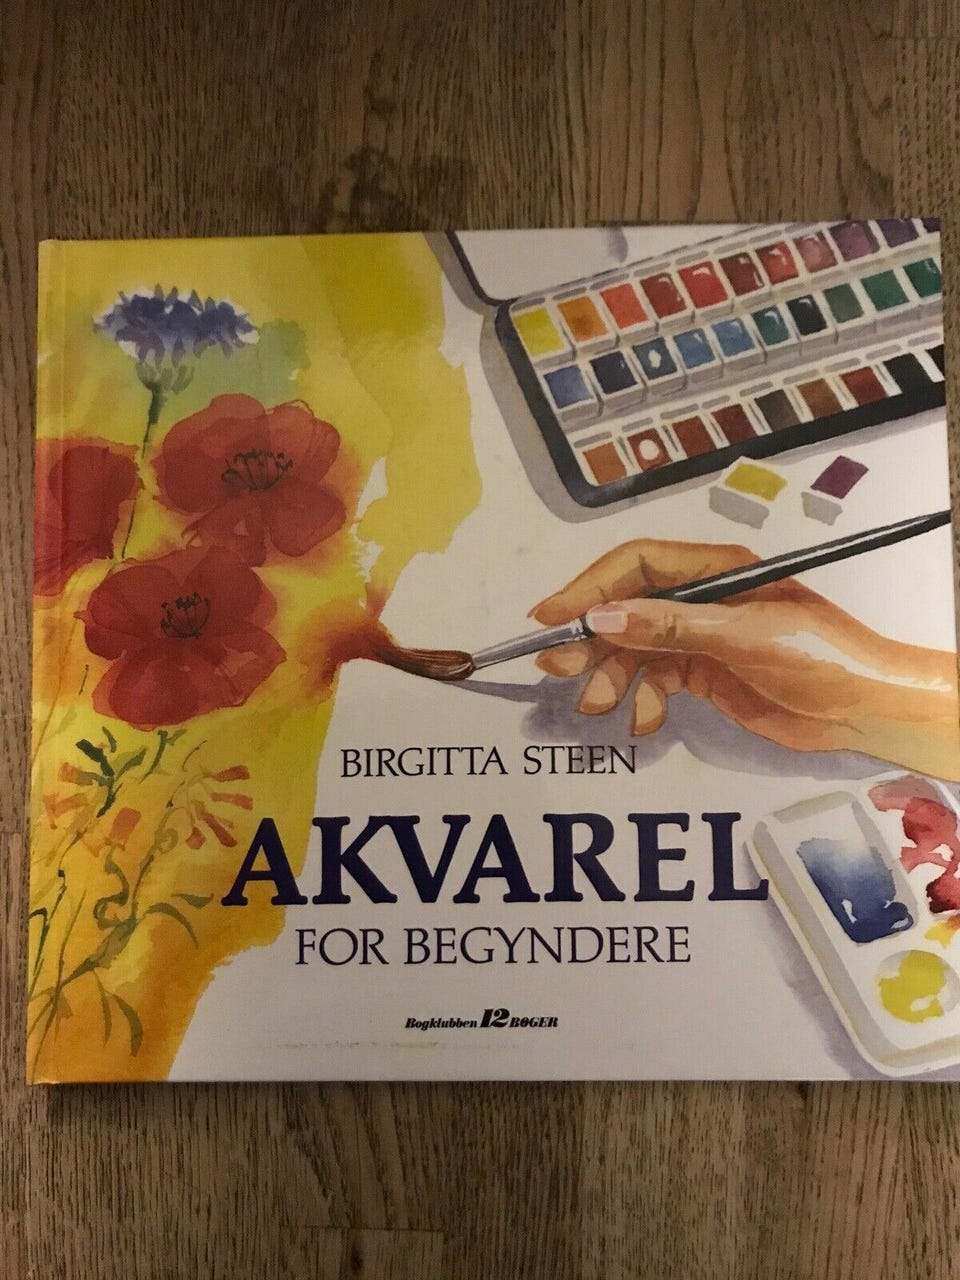 BIRGITTA STEEN
AKVAREL
FOR BEGYNDERE
Bogklubben 12 BØGER